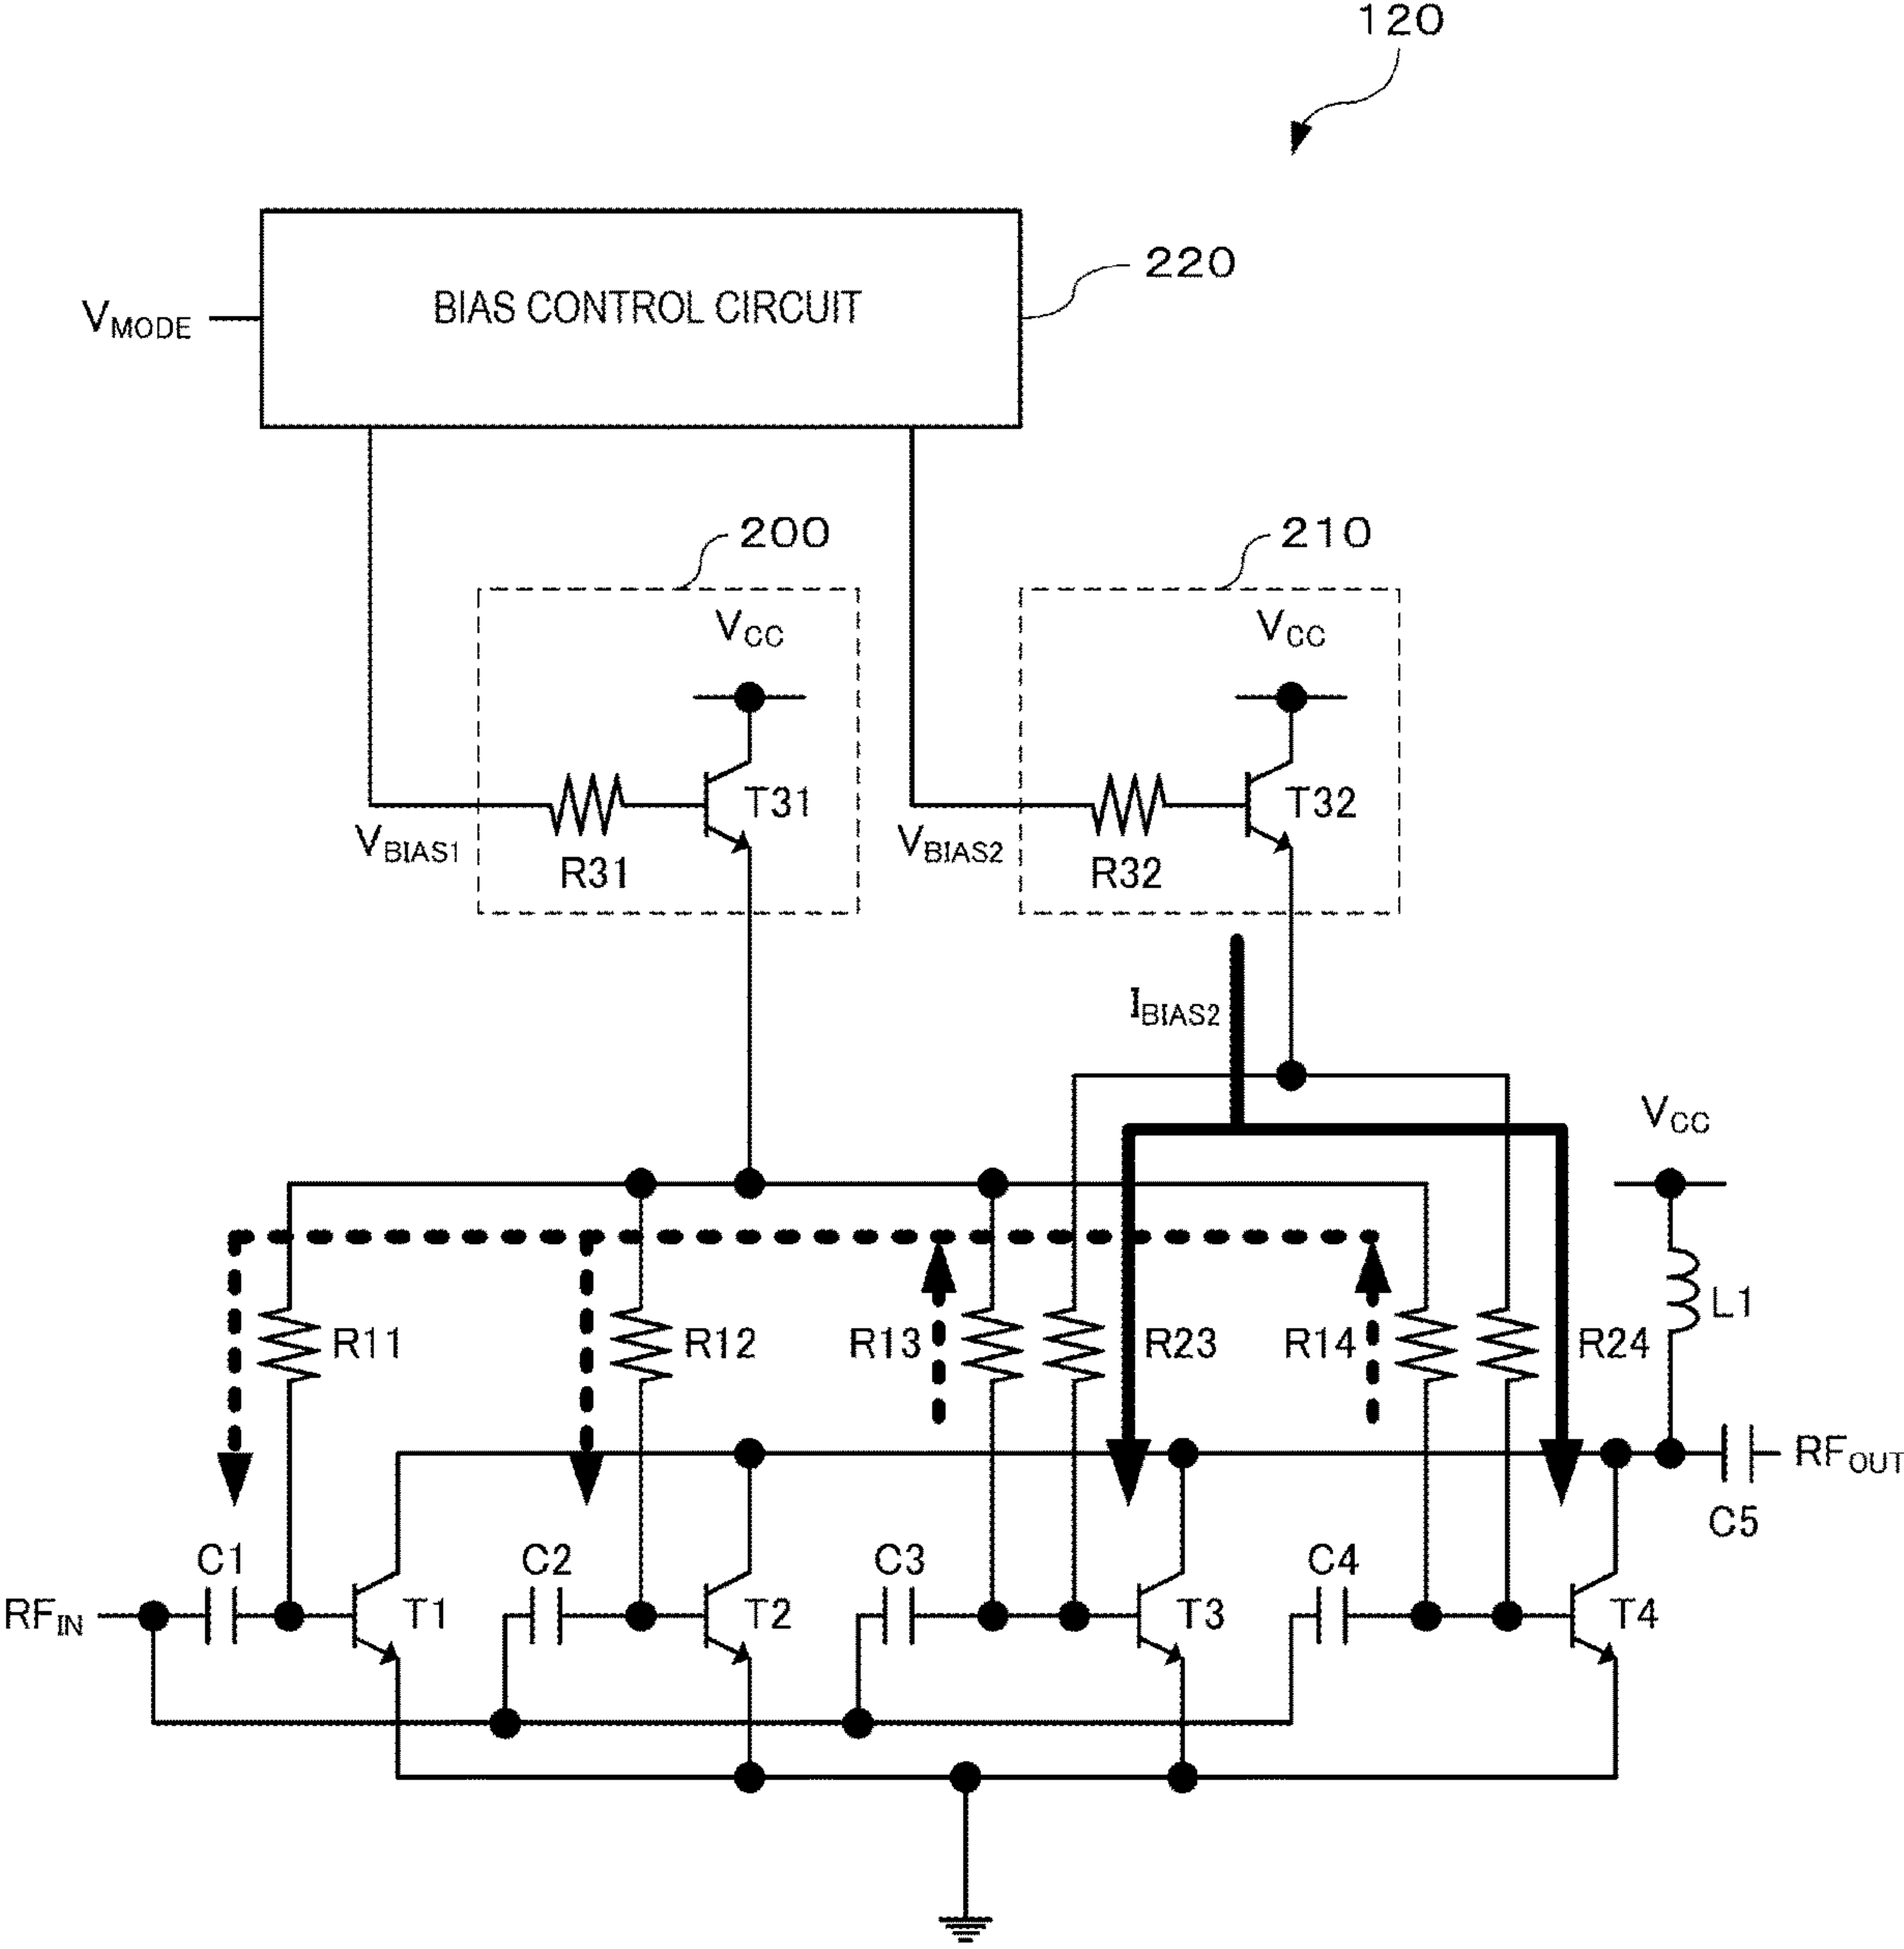 120
BIAS CONTROL CIRCUIT
220
VMODE
200
210
VCC
VCC
T31
T32
VBIAS1
R31
VBIAS2
R32
IBIAS2
VCC
R11
R12
R13
R23
R14
R24
L1
RFOUT
C5
C1
C2
C3
C4
RFIN
T1
T2
T3
T4